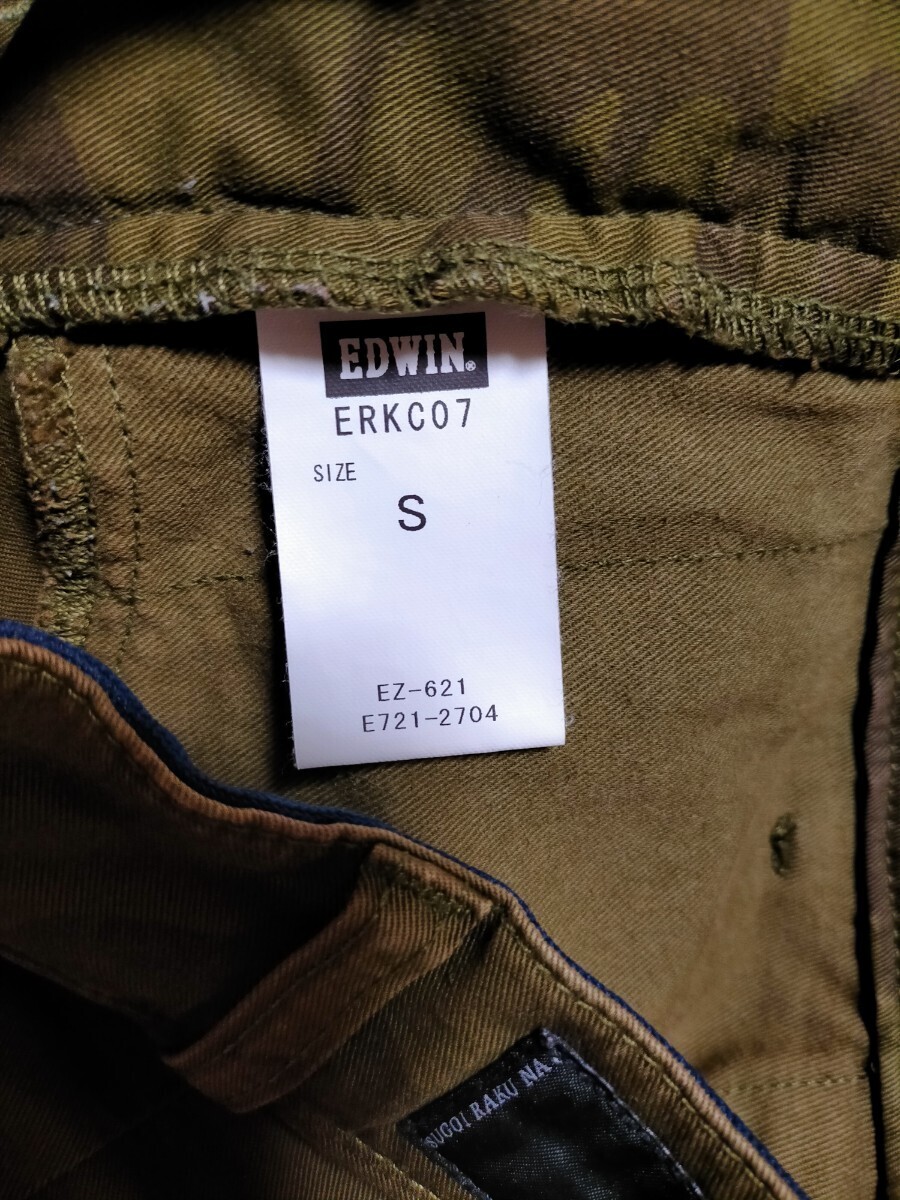 EDWIN®
ERKC07
SIZE
S
EZ-621
E721-2704
SUGOI RAKU NA